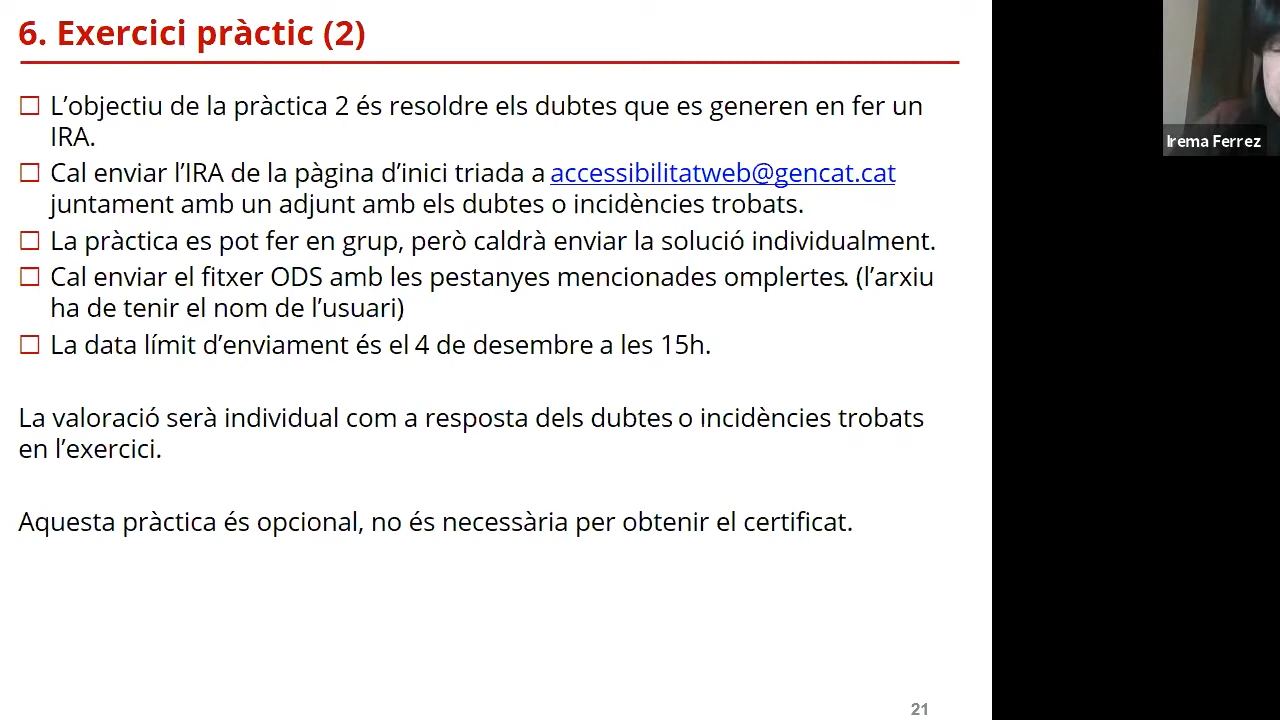 6. Exercici pràctic (2)
L’objectiu de la pràctica 2 és resoldre els dubtes que es generen en fer un
IRA.
Cal enviar l’IRA de la pàgina d’inici triada a accessibilitatweb@gencat.cat
juntament amb un adjunt amb els dubtes o incidències trobats.
La pràctica es pot fer en grup, però caldrà enviar la solució individualment.
Cal enviar el fitxer ODS amb les pestanyes mencionades omplertes. (l’arxiu
ha de tenir el nom de l’usuari)
La data límit d’enviament és el 4 de desembre a les 15h.
La valoració serà individual com a resposta dels dubtes o incidències trobats
en l’exercici.
Aquesta pràctica és opcional, no és necessària per obtenir el certificat.
21
Irema Ferrez